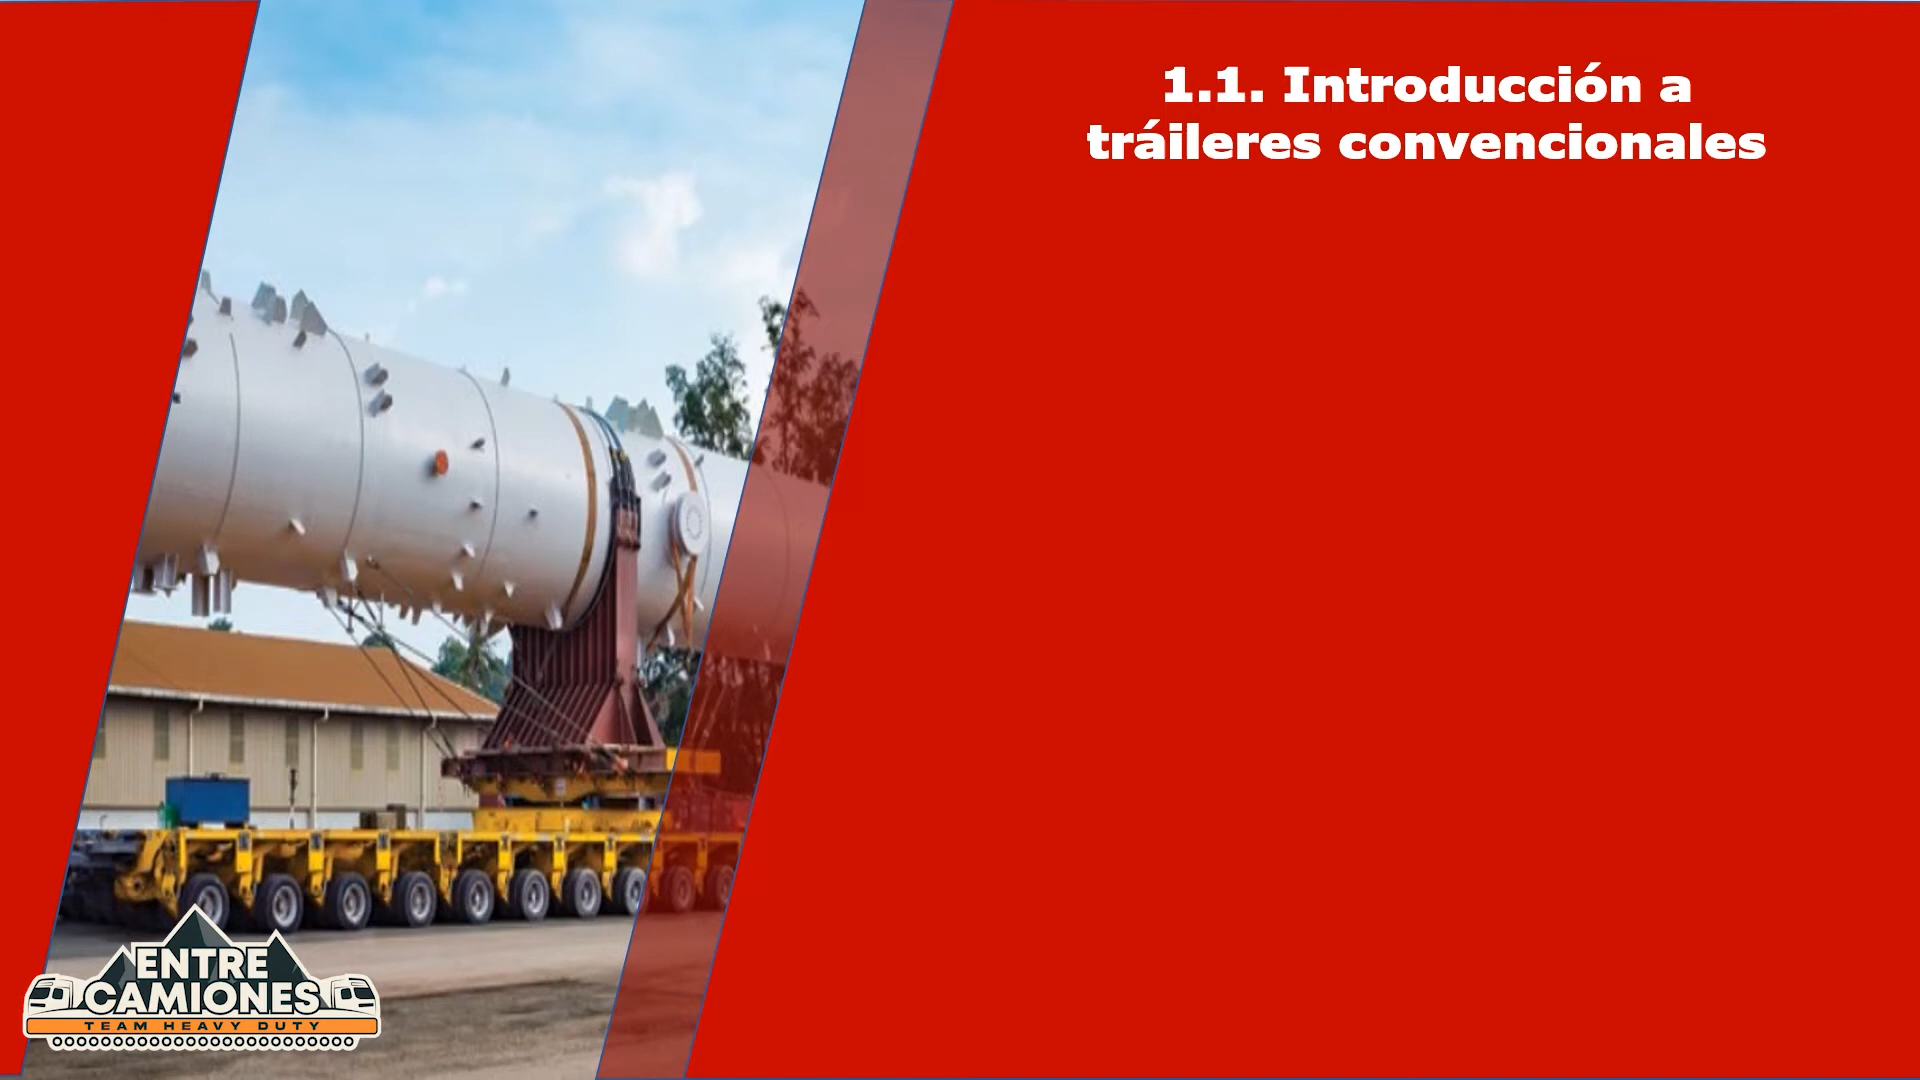 1.1. Introducción a
tráileres convencionales
ENTRE
CAMIONES
TEAM HEAVY DUTY